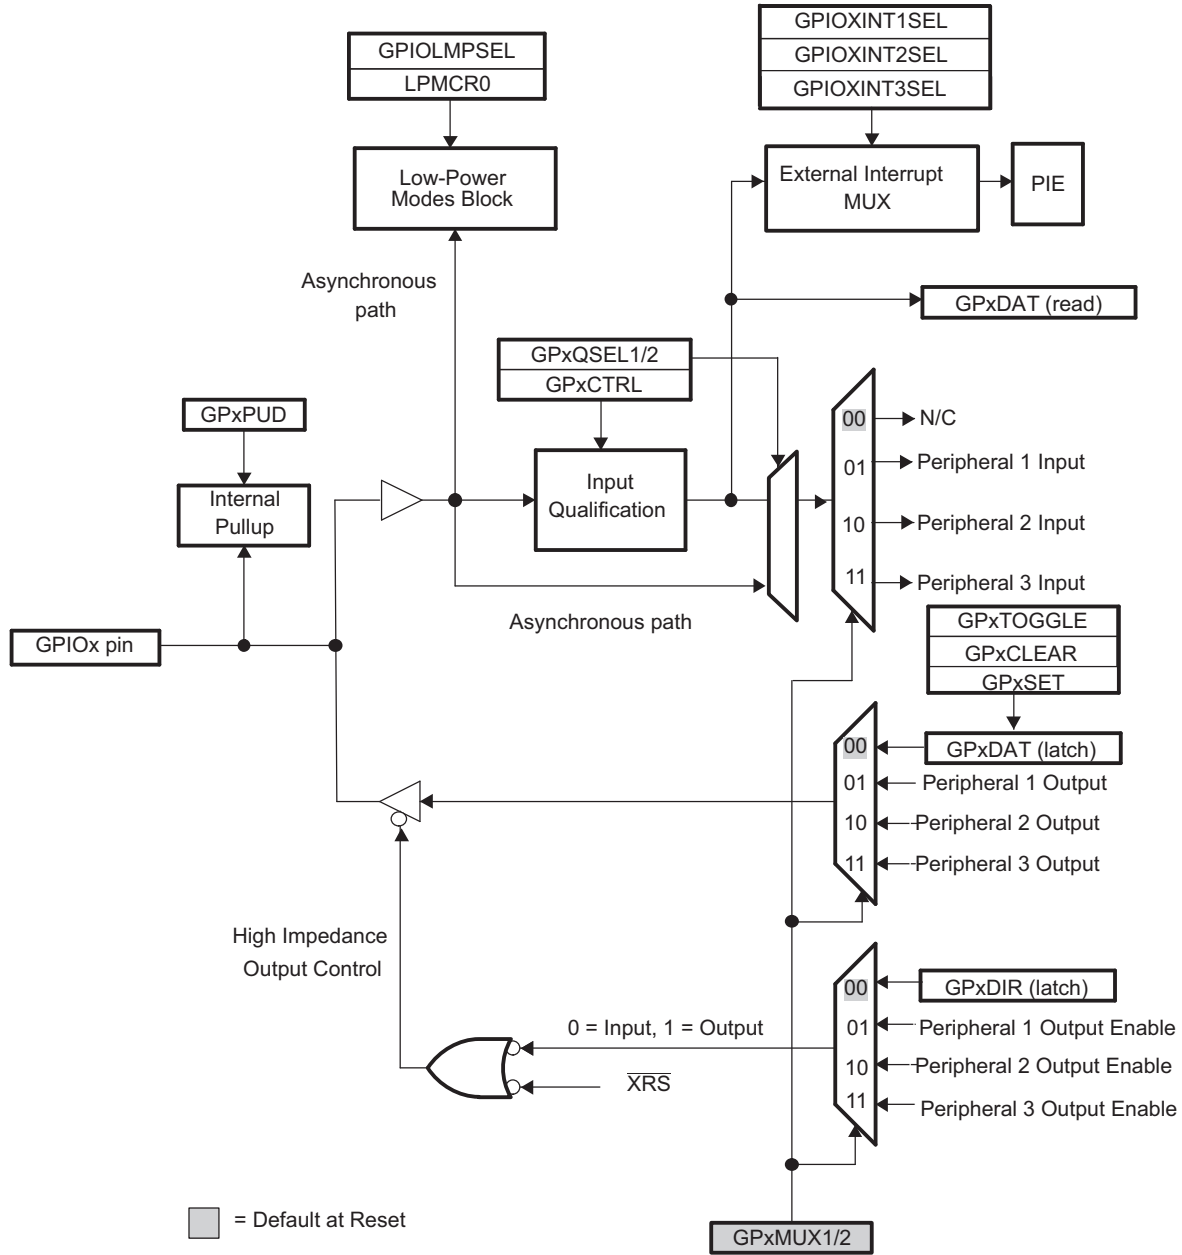 GPIOLMPSEL
LPMCR0
GPIOXINT1SEL
GPIOXINT2SEL
GPIOXINT3SEL
Low-Power
Modes Block
External Interrupt
MUX
PIE
Asynchronous
path
GPxDAT (read)
GPxQSEL1/2
GPxCTRL
GPxPUD
Internal
Pullup
Input
Qualification
00
N/C
01
Peripheral 1 Input
10
Peripheral 2 Input
11
Peripheral 3 Input
Asynchronous path
GPIOx pin
GPxTOGGLE
GPxCLEAR
GPxSET
00
GPxDAT (latch)
01
Peripheral 1 Output
10
Peripheral 2 Output
11
Peripheral 3 Output
High Impedance
Output Control
00
GPxDIR (latch)
0 = Input, 1 = Output
01
Peripheral 1 Output Enable
10
Peripheral 2 Output Enable
XRS
11
Peripheral 3 Output Enable
= Default at Reset
GPxMUX1/2